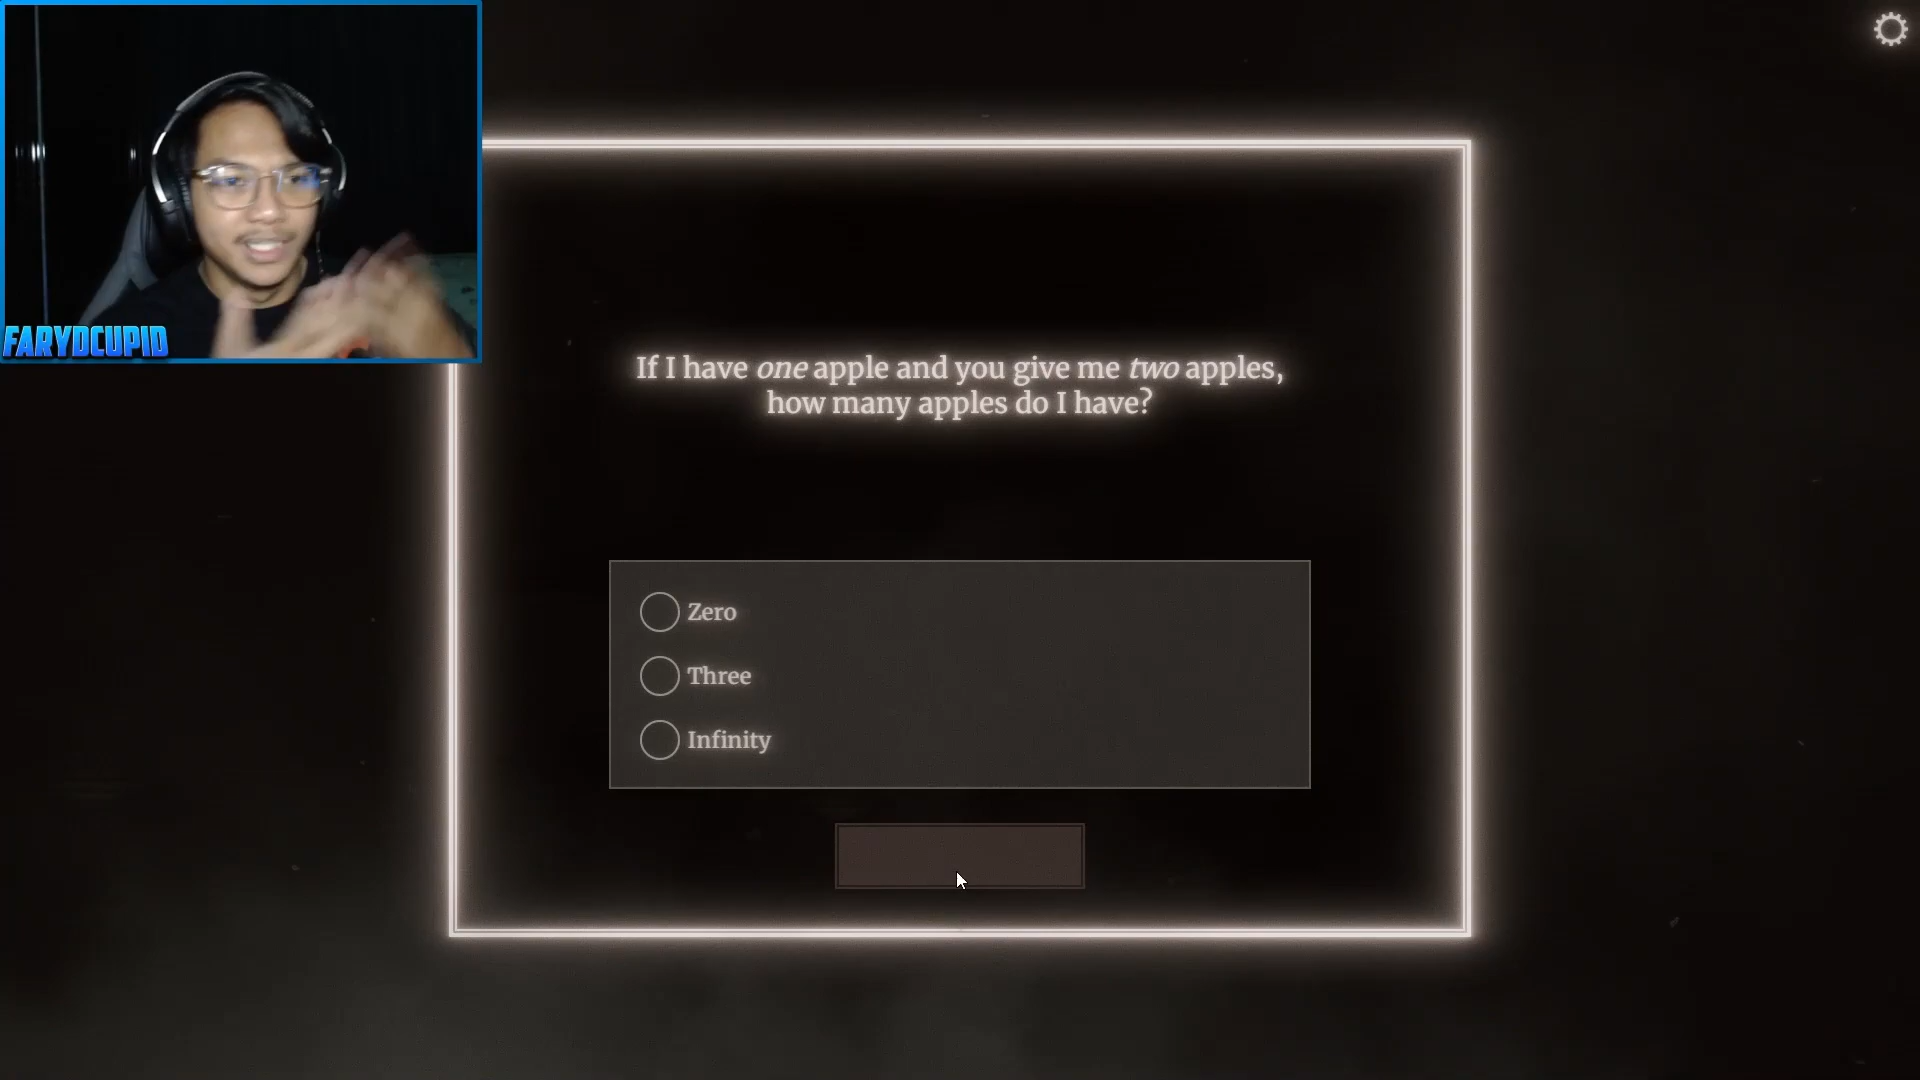 FARYDCUPID
If I have one apple and you give me two apples,
how many apples do I have?
Zero
Three
Infinity